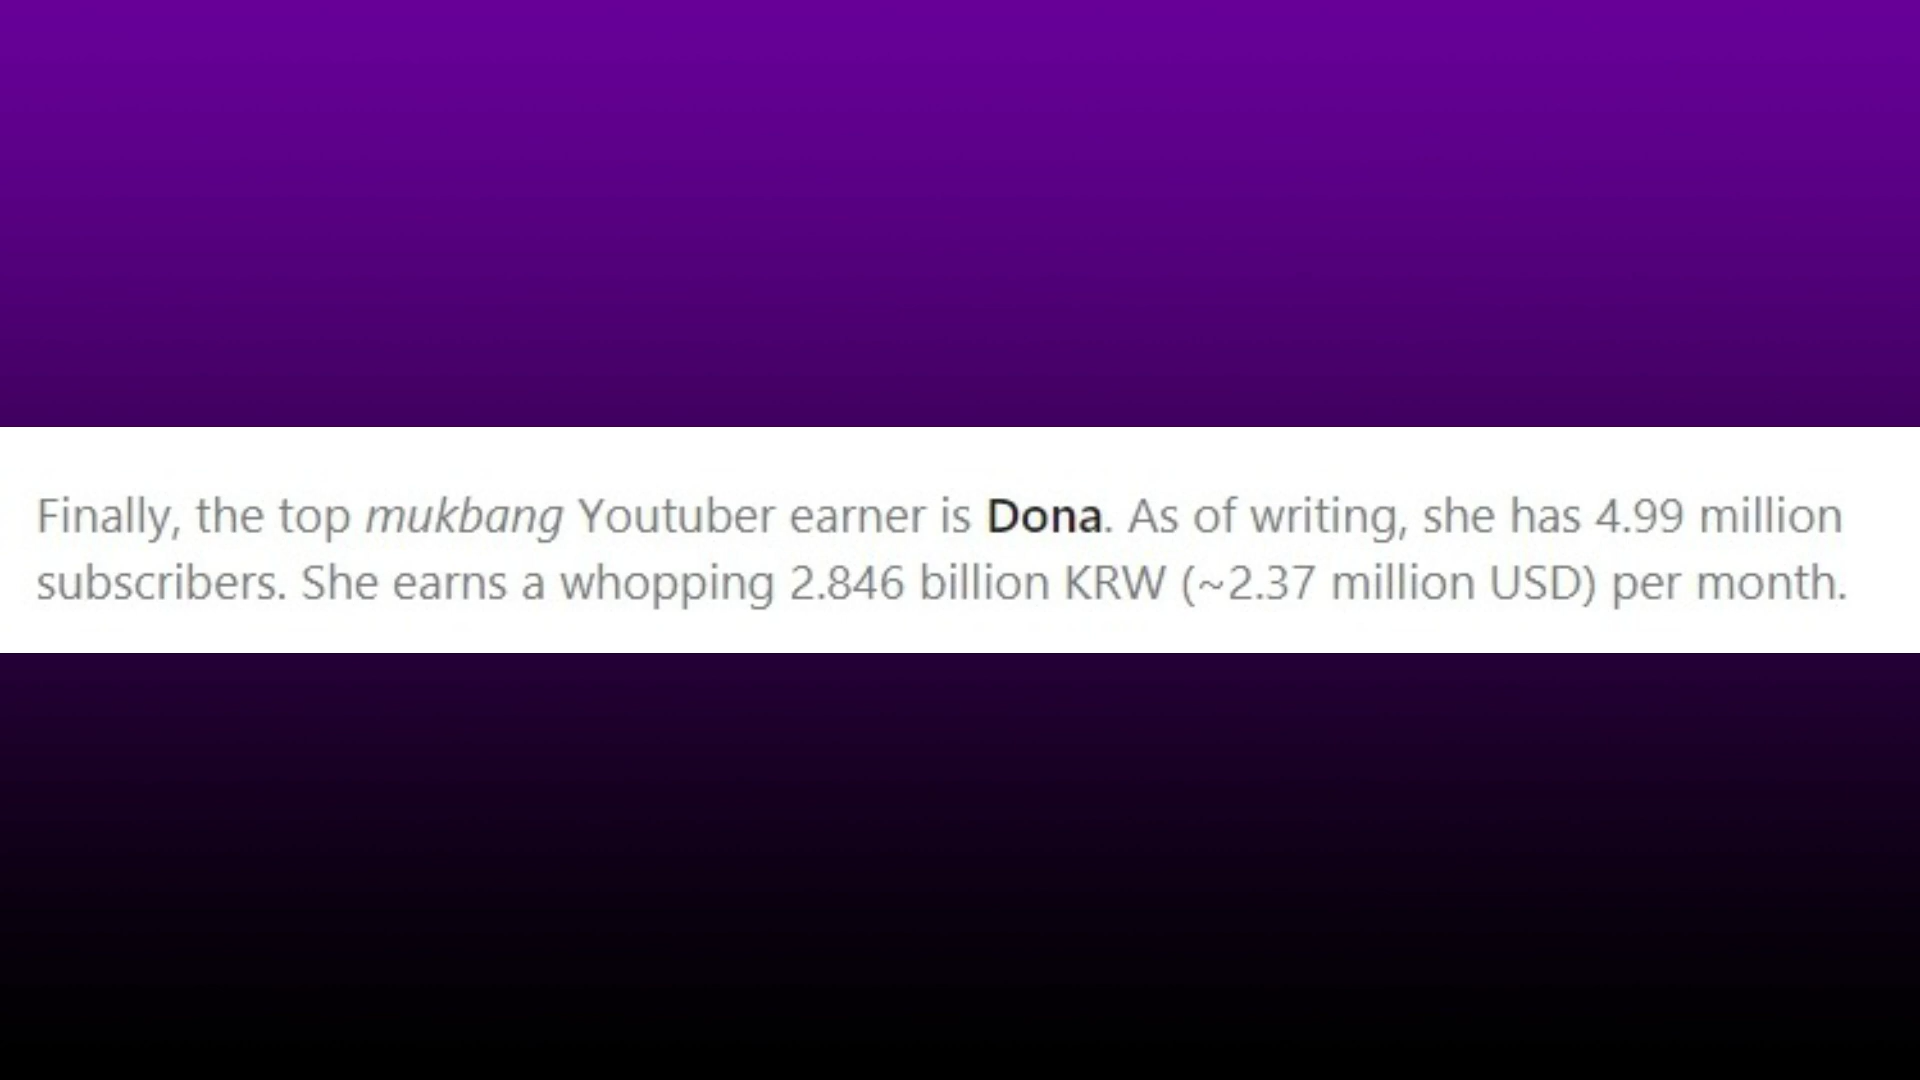 Finally, the top mukbang Youtuber earner is Dona. As of writing, she has 4.99 million
subscribers. She earns a whopping 2.846 billion KRW (~2.37 million USD) per month.